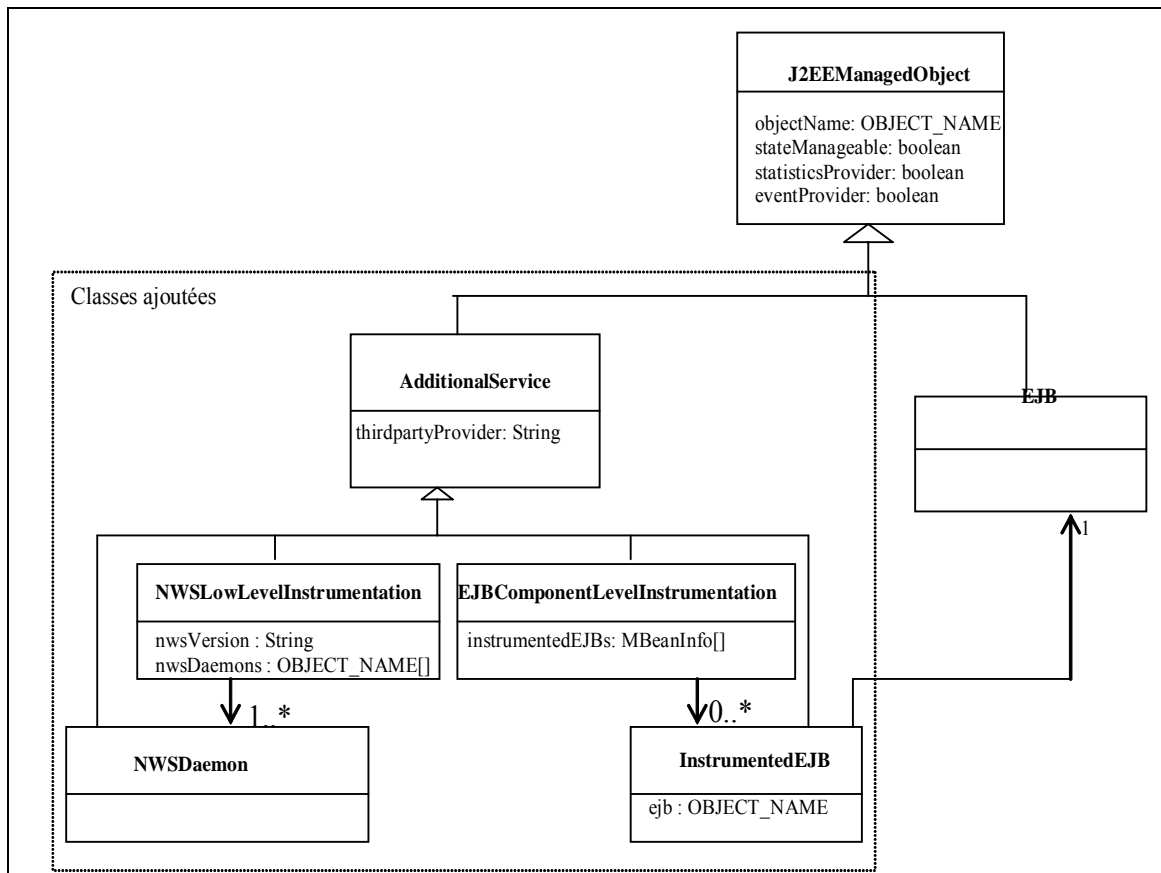 J2EEManagedObject
objectName: OBJECT_NAME
stateManageable: boolean
statisticsProvider: boolean
eventProvider: boolean
Classes ajoutées
AdditionalService
thirdpartyProvider: String
EJB
1
NWSLowLevelInstrumentation
nwsVersion : String
nwsDaemons : OBJECT_NAME[]
EJBComponentLevelInstrumentation
instrumentedEJBs: MBeanInfo[]
1..*
0..*
NWSDaemon
InstrumentedEJB
ejb : OBJECT_NAME